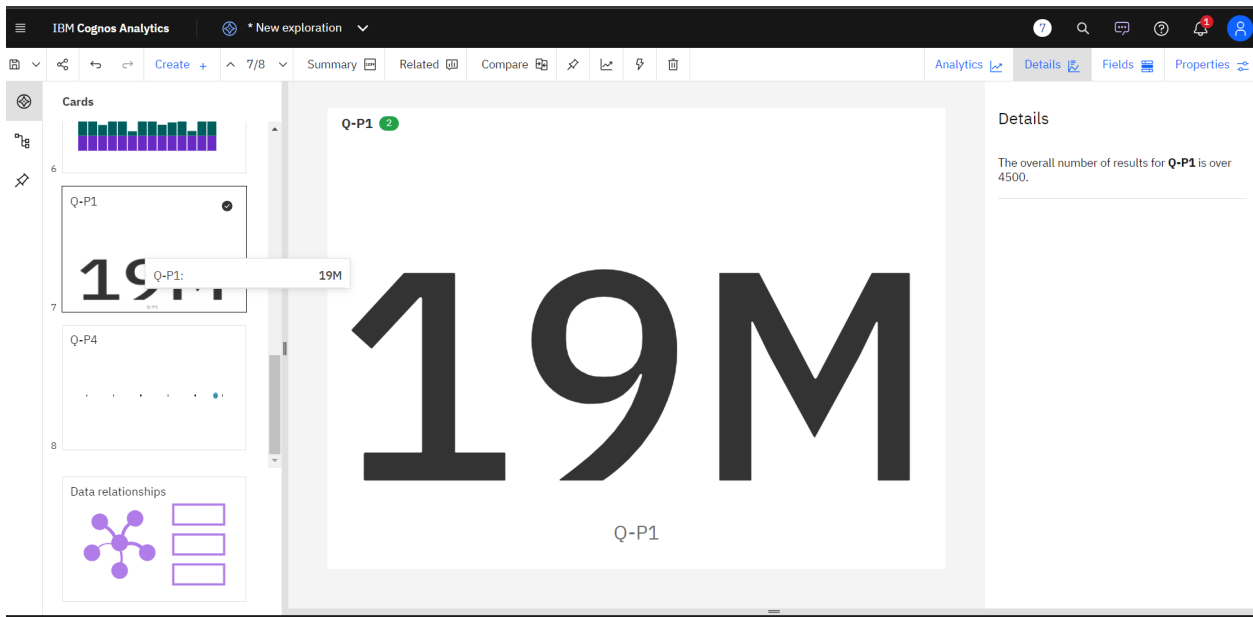 IBM Cognos Analytics
* New exploration
7
1
Create +
7/8
Summary
Related
Compare
Analytics
Details
Fields
Properties
Cards
6
Q-P1
19M
Q-P1
7
Q-P1: 19M
Q-P4
8
Data relationships
Q-P1 2
19M
Q-P1
Details
The overall number of results for Q-P1 is over
4500.